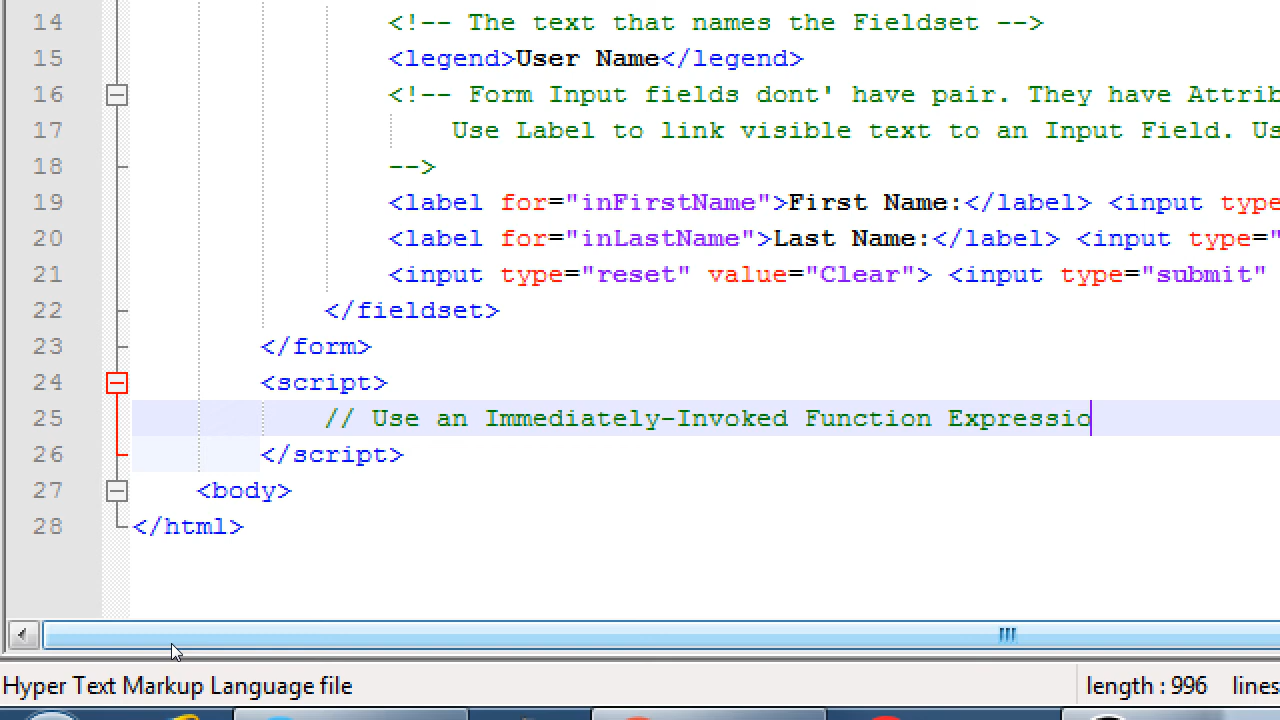 14 <!-- The text that names the Fieldset -->
15 <legend>User Name</legend>
16 <!-- Form Input fields dont' have pair. They have Attrib
17 Use Label to link visible text to an Input Field. Us
18 -->
19 <label for="inFirstName">First Name:</label> <input type
20 <label for="inLastName">Last Name:</label> <input type="
21 <input type="reset" value="Clear"> <input type="submit"
22 </fieldset>
23 </form>
24 <script>
25 // Use an Immediately-Invoked Function Expressio
26 </script>
27 <body>
28 </html>
Hyper Text Markup Language file length : 996 lines